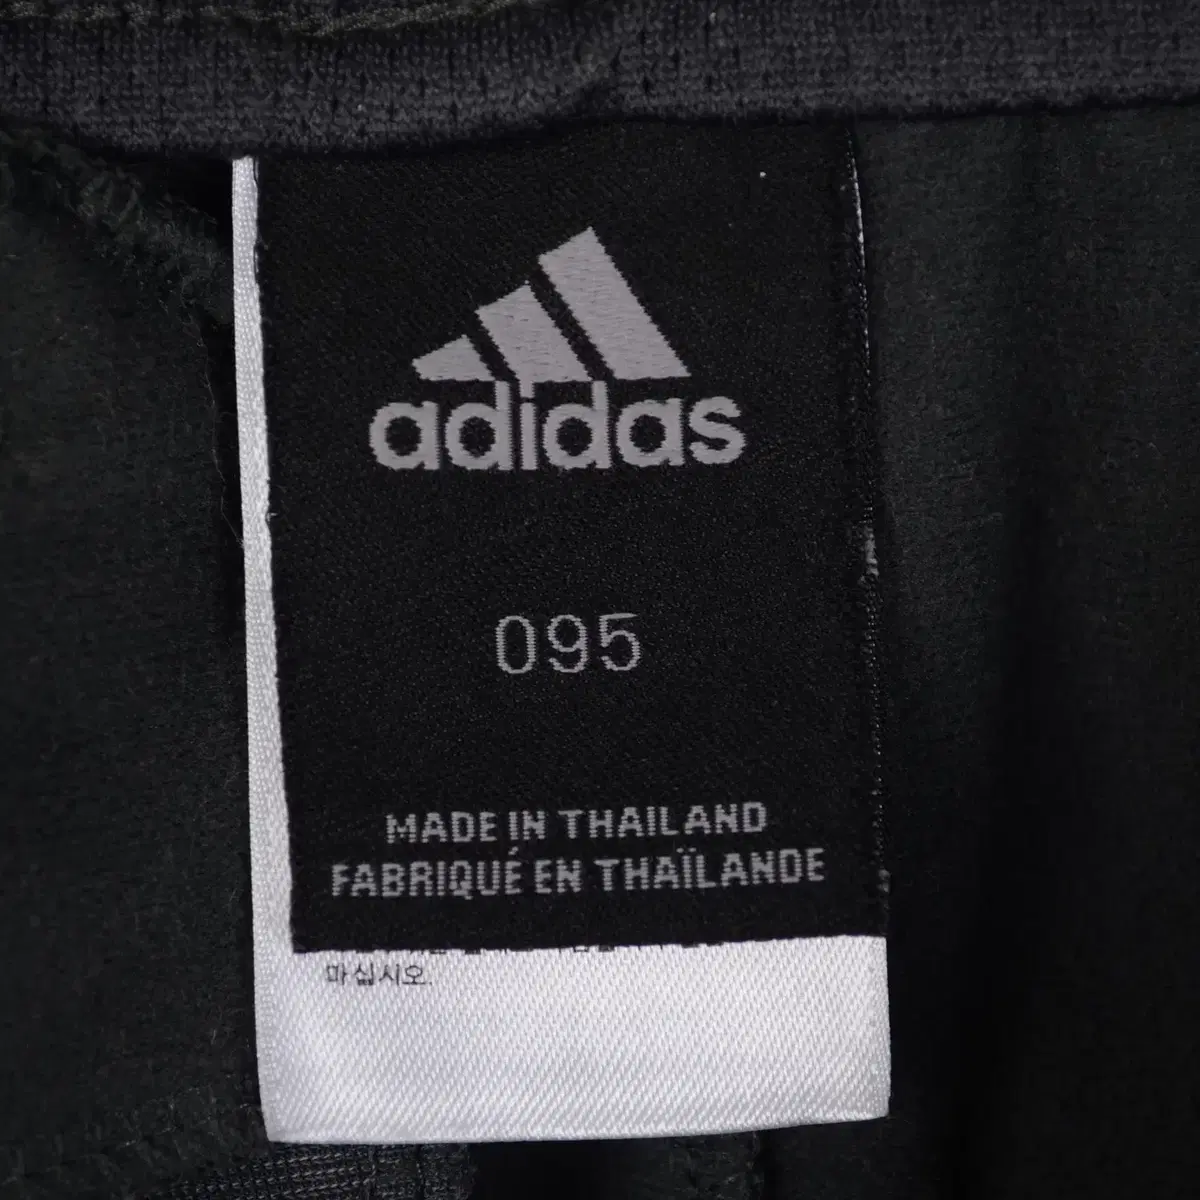 adidas
095
MADE IN THAILAND
FABRIQUÉ EN THAÏLANDE
마십시오.